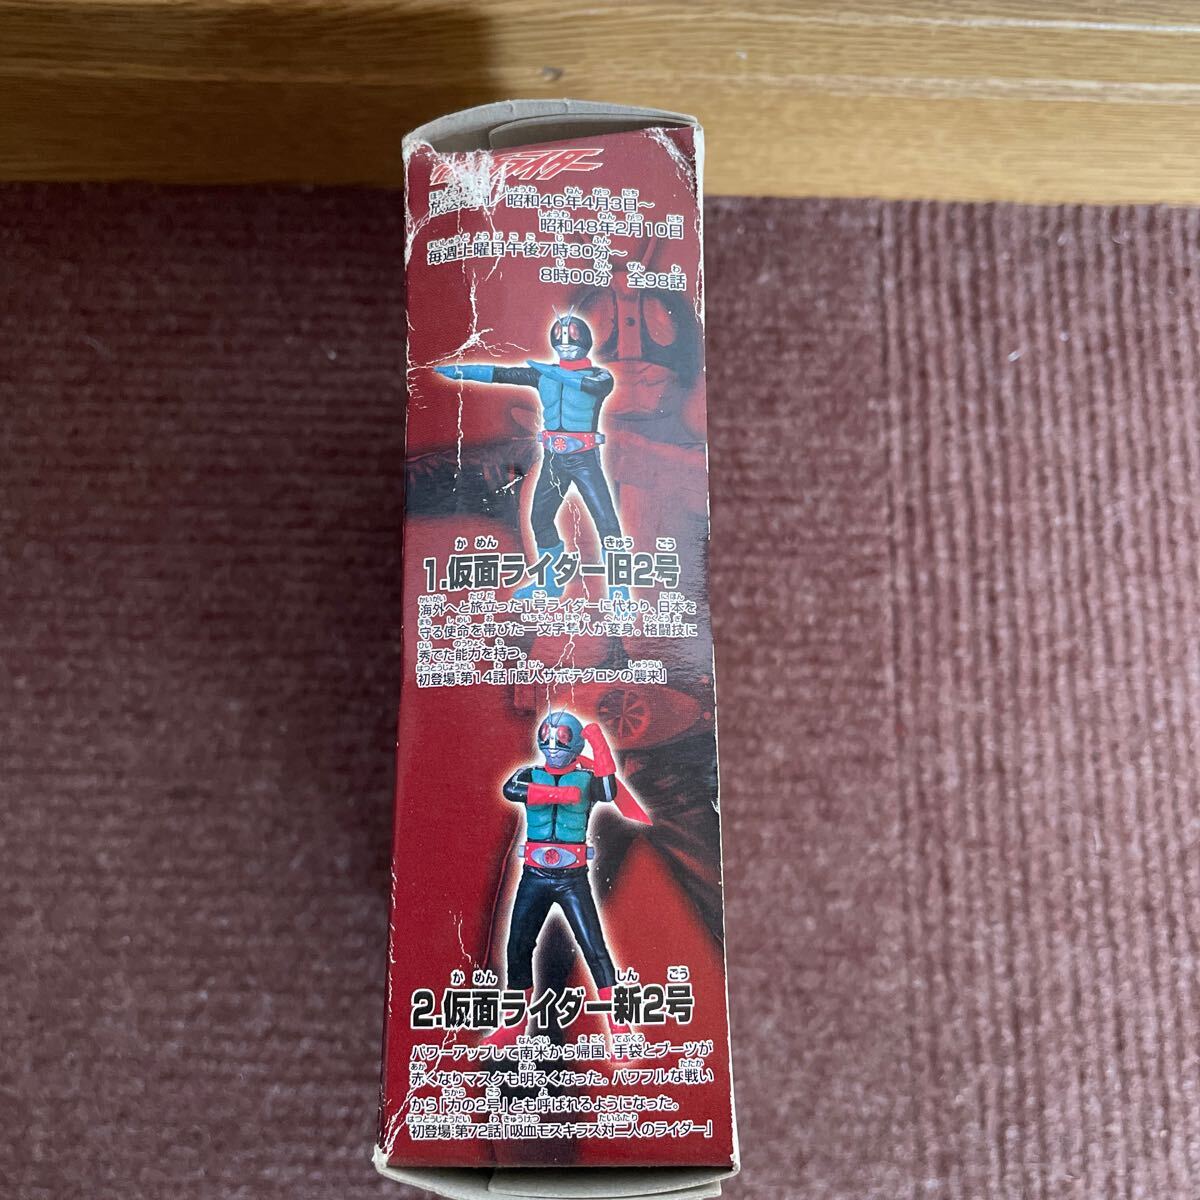 ライダー
昭和46年4月3日～
昭和48年2月10日
毎週土曜日午後7時30分～
8時00分 全98話
1.仮面ライダー旧2号
海外へと旅立った1号ライダーに代わり、日本を
守る使命を帯びた一文字隼人が変身。格闘技に
秀でた能力を持つ。
初登場:第14話「魔人サボテグロンの襲来」
2.仮面ライダー新2号
パワーアップして南米から帰国、手袋とブーツが
赤くなりマスクも明るくなった。パワフルな戦い
から「力の2号」とも呼ばれるようになった。
初登場:第72話「吸血モスキラス対二人のライダー」